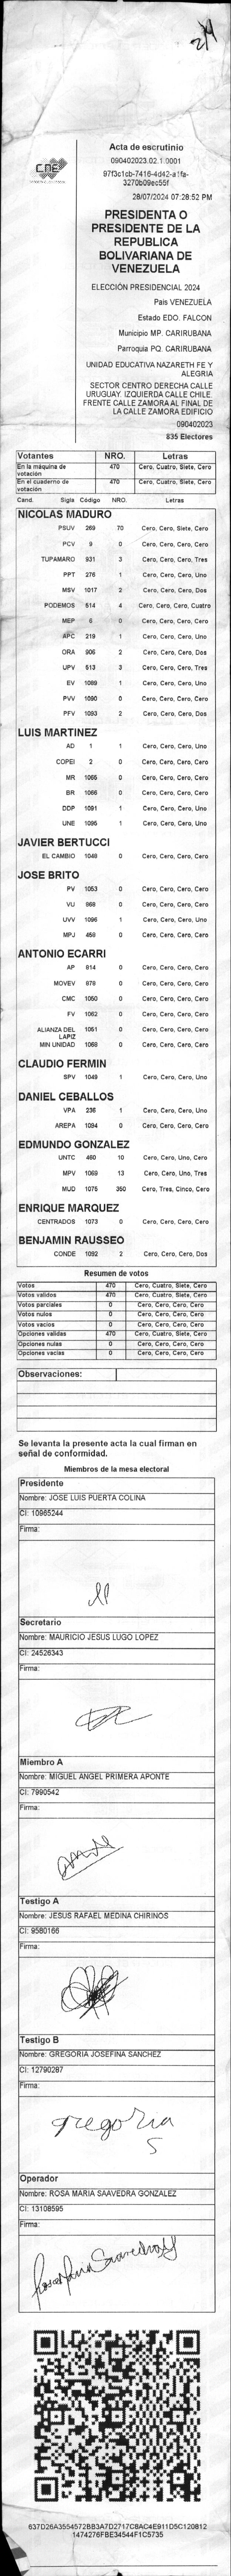 CNE
Acta de escrutinio
090402023.02.1.0001
97f3c1cb-7416-4d42-a1fa-
3270b09ec55f
28/07/2024 07:28:52 PM
PRESIDENTA O
PRESIDENTE DE LA
REPUBLICA
BOLIVARIANA DE
VENEZUELA
ELECCIÓN PRESIDENCIAL 2024
Pais VENEZUELA
Estado EDO. FALCON
Municipio MP. CARIRUBANA
Parroquia PQ. CARIRUBANA
UNIDAD EDUCATIVA NAZARETH FE Y
ALEGRIA
SECTOR CENTRO DERECHA CALLE
URUGUAY. IZQUIERDA CALLE CHILE.
FRENTE CALLE ZAMORA AL FINAL DE
LA CALLE ZAMORA EDIFICIO
090402023
835 Electores
Votantes NRO. Letras
En la máquina de votación 470 Cero, Cuatro, Siete, Cero
En el cuaderno de votación 470 Cero, Cuatro, Siete, Cero
Cand. Sigla Código NRO. Letras
NICOLAS MADURO
PSUV 269 70 Cero, Cero, Siete, Cero
PCV 9 0 Cero, Cero, Cero, Cero
TUPAMARO 931 3 Cero, Cero, Cero, Tres
PPT 276 1 Cero, Cero, Cero, Uno
MSV 1017 2 Cero, Cero, Cero, Dos
PODEMOS 514 4 Cero, Cero, Cero, Cuatro
MEP 6 0 Cero, Cero, Cero, Cero
APC 219 1 Cero, Cero, Cero, Uno
ORA 906 2 Cero, Cero, Cero, Dos
UPV 513 3 Cero, Cero, Cero, Tres
EV 1089 1 Cero, Cero, Cero, Uno
PVV 1090 0 Cero, Cero, Cero, Cero
PFV 1093 2 Cero, Cero, Cero, Dos
LUIS MARTINEZ
AD 1 1 Cero, Cero, Cero, Uno
COPEI 2 0 Cero, Cero, Cero, Cero
MR 1065 0 Cero, Cero, Cero, Cero
BR 1066 0 Cero, Cero, Cero, Cero
DDP 1091 1 Cero, Cero, Cero, Uno
UNE 1095 1 Cero, Cero, Cero, Uno
JAVIER BERTUCCI
EL CAMBIO 1048 0 Cero, Cero, Cero, Cero
JOSE BRITO
PV 1053 0 Cero, Cero, Cero, Cero
VU 968 0 Cero, Cero, Cero, Cero
UVV 1096 1 Cero, Cero, Cero, Uno
MPJ 458 0 Cero, Cero, Cero, Cero
ANTONIO ECARRI
AP 814 0 Cero, Cero, Cero, Cero
MOVEV 878 0 Cero, Cero, Cero, Cero
CMC 1050 0 Cero, Cero, Cero, Cero
FV 1062 0 Cero, Cero, Cero, Cero
ALIANZA DEL LAPIZ 1051 0 Cero, Cero, Cero, Cero
MIN UNIDAD 1068 0 Cero, Cero, Cero, Cero
CLAUDIO FERMIN
SPV 1049 1 Cero, Cero, Cero, Uno
DANIEL CEBALLOS
VPA 236 1 Cero, Cero, Cero, Uno
AREPA 1094 0 Cero, Cero, Cero, Cero
EDMUNDO GONZALEZ
UNTC 460 10 Cero, Cero, Uno, Cero
MPV 1069 13 Cero, Cero, Uno, Tres
MUD 1075 350 Cero, Tres, Cinco, Cero
ENRIQUE MARQUEZ
CENTRADOS 1073 0 Cero, Cero, Cero, Cero
BENJAMIN RAUSSEO
CONDE 1092 2 Cero, Cero, Cero, Dos
Resumen de votos
Votos 470 Cero, Cuatro, Siete, Cero
Votos validos 470 Cero, Cuatro, Siete, Cero
Votos parciales 0 Cero, Cero, Cero, Cero
Votos nulos 0 Cero, Cero, Cero, Cero
Votos vacios 0 Cero, Cero, Cero, Cero
Opciones validas 470 Cero, Cuatro, Siete, Cero
Opciones nulas 0 Cero, Cero, Cero, Cero
Opciones vacias 0 Cero, Cero, Cero, Cero
Observaciones:
Se levanta la presente acta la cual firman en
señal de conformidad.
Miembros de la mesa electoral
Presidente
Nombre: JOSE LUIS PUERTA COLINA
CI: 10965244
Firma:
Secretario
Nombre: MAURICIO JESUS LUGO LOPEZ
CI: 24526343
Firma:
Miembro A
Nombre: MIGUEL ANGEL PRIMERA APONTE
CI: 7990542
Firma:
Testigo A
Nombre: JESUS RAFAEL MEDINA CHIRINOS
CI: 9580166
Firma:
Testigo B
Nombre: GREGORIA JOSEFINA SANCHEZ
CI: 12790287
Firma:
Gregoria
S
Operador
Nombre: ROSA MARIA SAAVEDRA GONZALEZ
CI: 13108595
Firma:
637D26A3554572BB3A7D2717C8AC4E911D5C120812
1474276FBE34544F1C5735